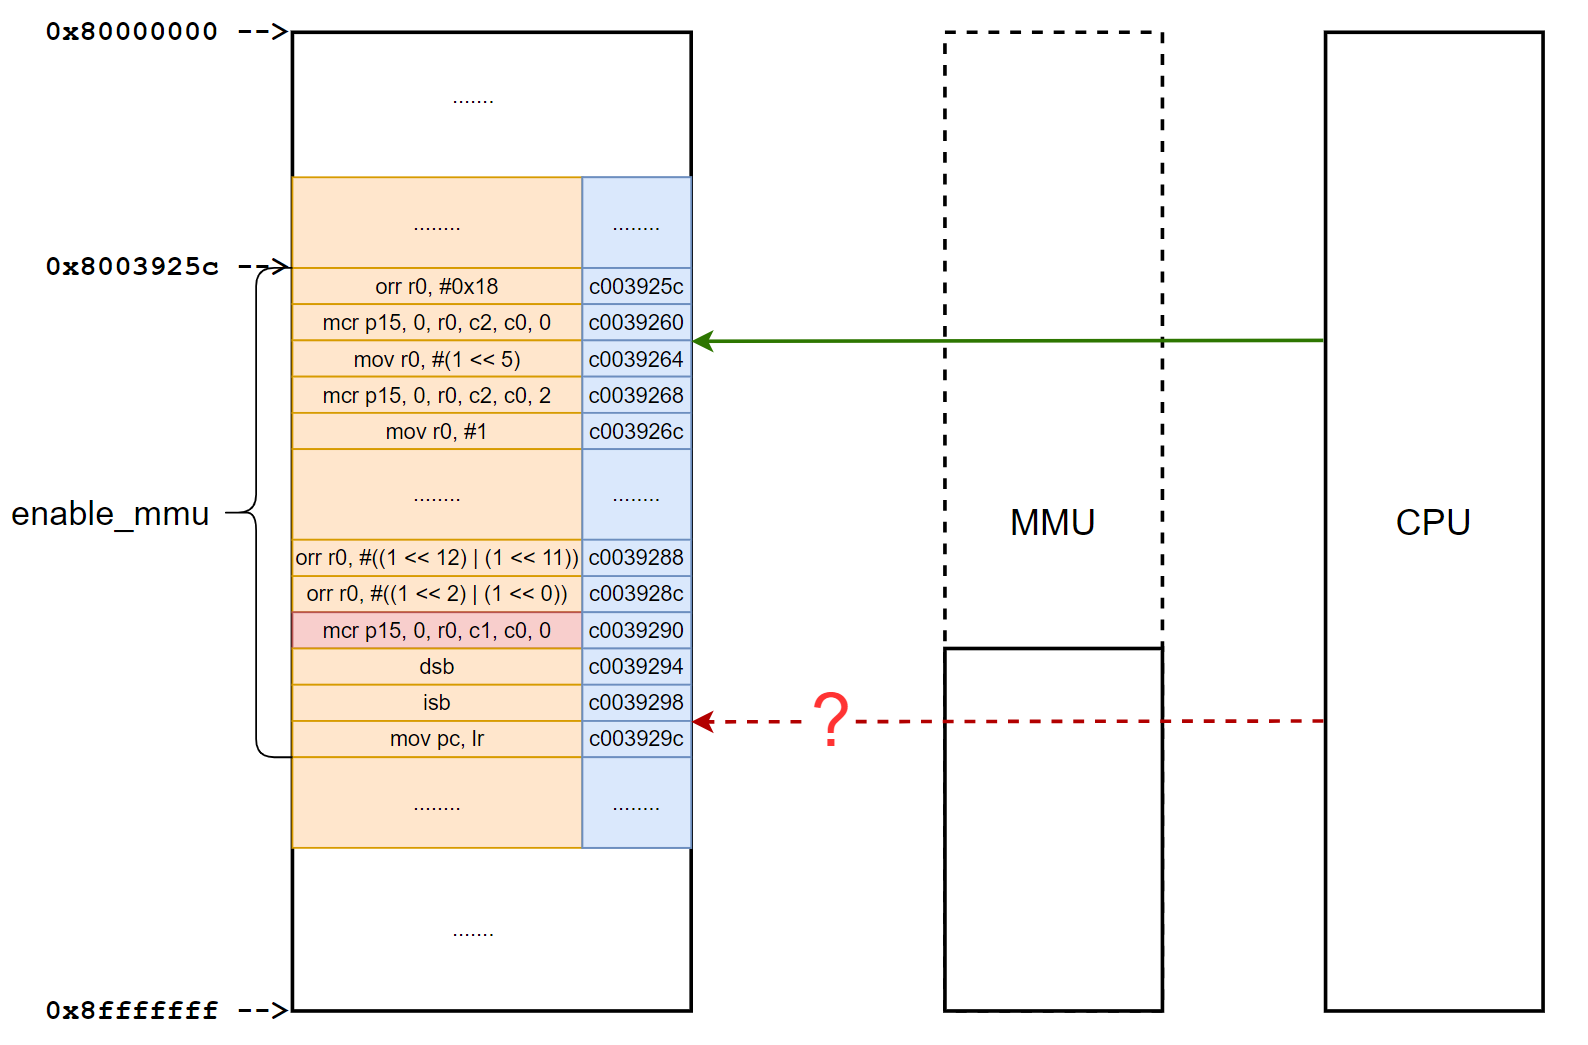 0x80000000 -->
.......
........ ........
0x8003925c -->
orr r0, #0x18 c003925c
mcr p15, 0, r0, c2, c0, 0 c0039260
mov r0, #(1 << 5) c0039264
mcr p15, 0, r0, c2, c0, 2 c0039268
mov r0, #1 c003926c
........ ........
enable_mmu
MMU
CPU
orr r0, #((1 << 12) | (1 << 11)) c0039288
orr r0, #((1 << 2) | (1 << 0)) c003928c
mcr p15, 0, r0, c1, c0, 0 c0039290
dsb c0039294
isb c0039298
?
mov pc, lr c003929c
........ ........
.......
0x8fffffff -->